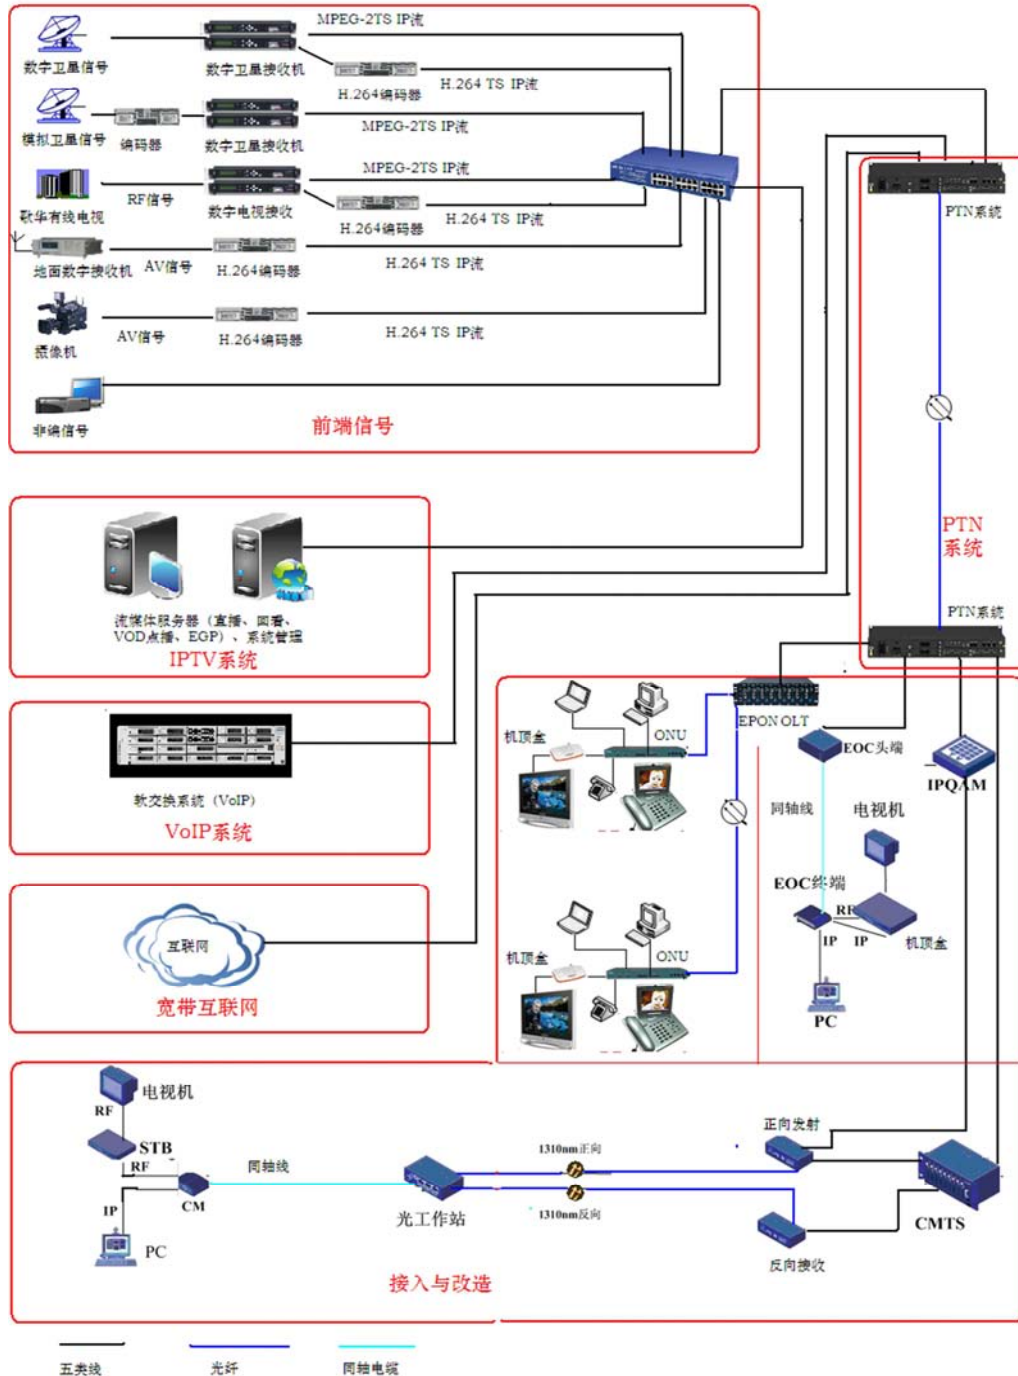 MPEG-2TS IP流
数字卫星信号
数字卫星接收机
H.264编码器
H.264 TS IP流
模拟卫星信号
编码器
数字卫星接收机
MPEG-2TS IP流
MPEG-2TS IP流
歌华有线电视
RF信号
数字电视接收
H.264编码器
H.264 TS IP流
地面数字接收机
AV信号
H.264编码器
H.264 TS IP流
摄像机
AV信号
H.264编码器
H.264 TS IP流
非编信号
前端信号
PTN系统
PTN
系统
PTN系统
流媒体服务器（直播、回看、
VOD点播、EGP）、系统管理
IPTV系统
软交换系统（VoIP）
VoIP系统
互联网
宽带互联网
EPON OLT
ONU
机顶盒
ONU
机顶盒
EOC头端
IPQAM
同轴线
电视机
EOC终端
RF
IP
IP
机顶盒
PC
电视机
RF
STB
RF
CM
IP
PC
同轴线
光工作站
1310nm正向
1310nm反向
正向发射
反向接收
CMTS
接入与改造
五类线
光纤
同轴电缆